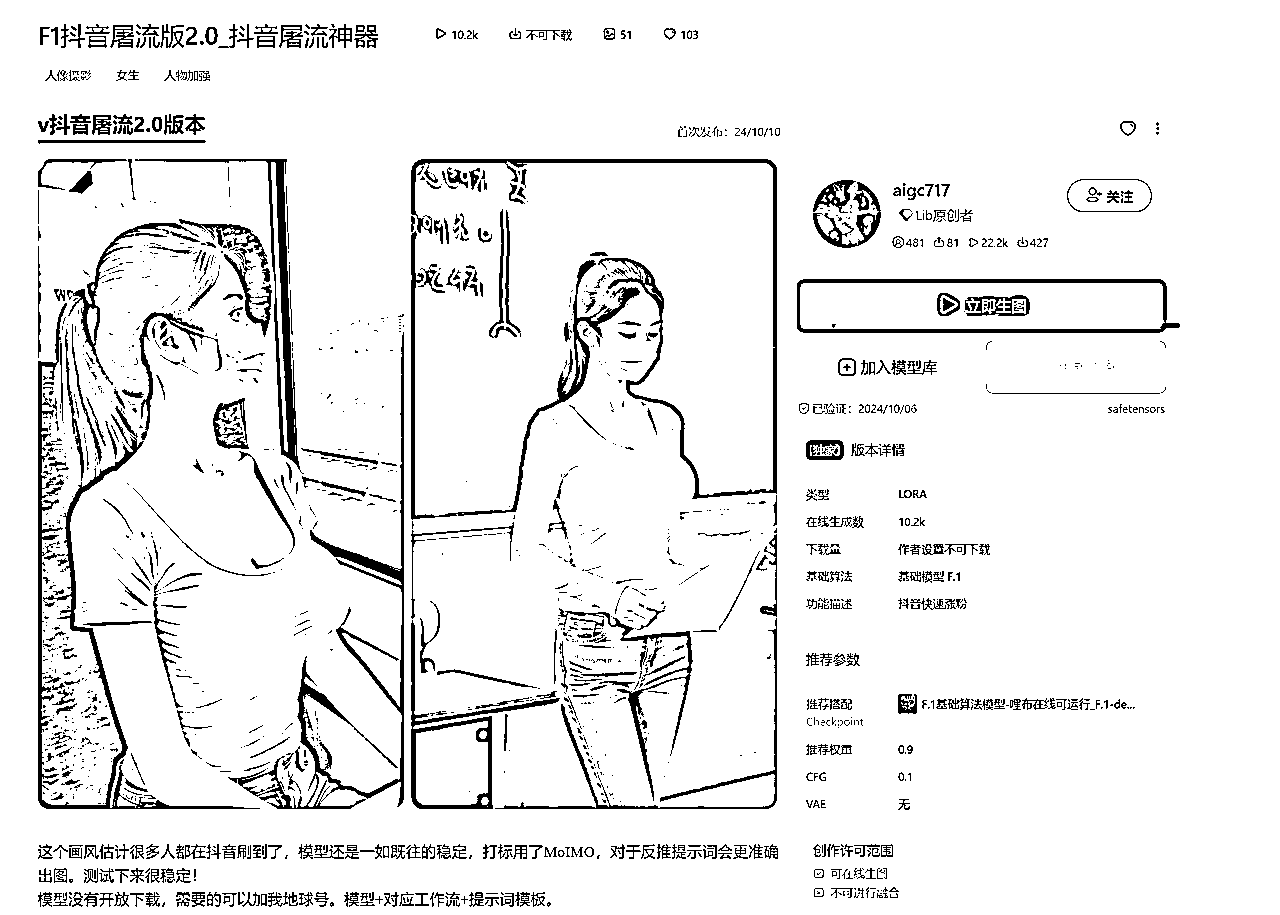 F1抖音屠流版2.0_抖音屠流神器
10.2k 不可下载 51 103
人像摄影 女生 人物加强
v抖音屠流2.0版本
首次发布：24/10/10
aigc717
Lib原创者
481 81 22.2k 427
关注
立即生图
加入模型库
已验证：2024/10/06 safetensors
独家 版本详情
类型 LORA
在线生成数 10.2k
下载量 作者设置不可下载
基础算法 基础模型 F.1
功能描述 抖音快速涨粉
推荐参数
推荐搭配 F.1基础算法模型-哩布在线可运行_F.1-de...
Checkpoint
推荐权重 0.9
CFG 0.1
VAE 无
这个画风估计很多人都在抖音刷到了，模型还是一如既往的稳定，打标用了MoIMO，对于反推提示词会更准确
出图。测试下来很稳定！
模型没有开放下载，需要的可以加我地球号。模型+对应工作流+提示词模板。
创作许可范围
可在线生图
不可进行融合